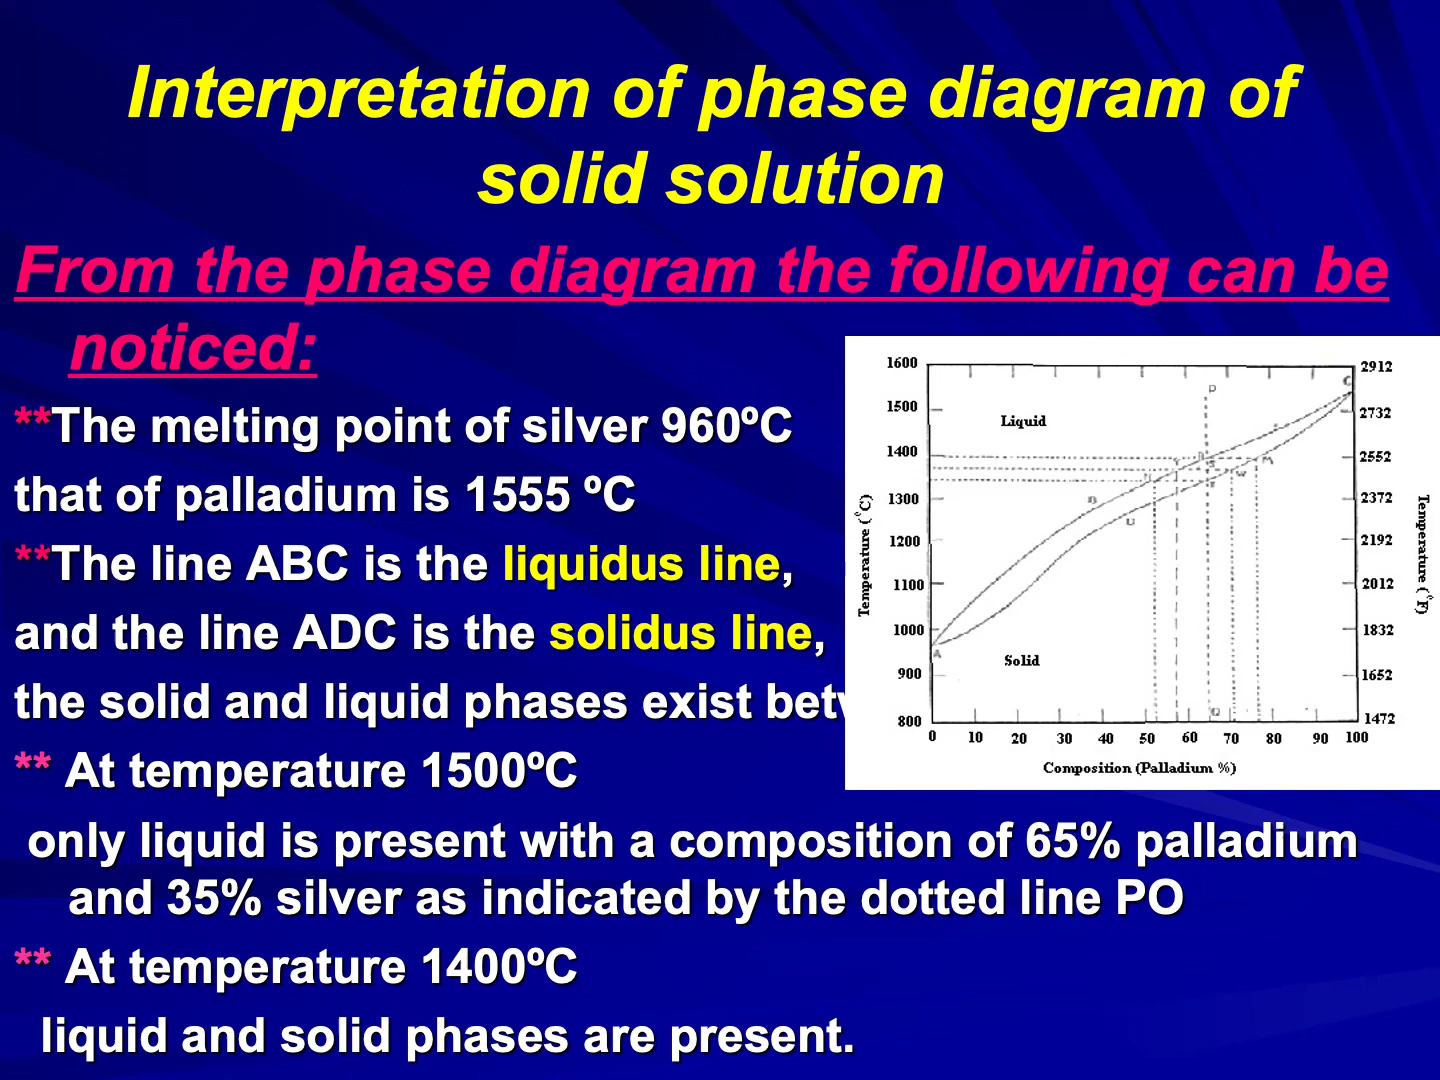 Interpretation of phase diagram of
solid solution
From the phase diagram the following can be
noticed:
**The melting point of silver 960ºC
that of palladium is 1555 ºC
**The line ABC is the liquidus line,
and the line ADC is the solidus line,
the solid and liquid phases exist
** At temperature 1500ºC
only liquid is present with a composition of 65% palladium
and 35% silver as indicated by the dotted line PO
** At temperature 1400ºC
liquid and solid phases are present.
1600
1500
1400
1300
1200
1100
1000
900
800
Temperature (°C)
2912
2732
2552
2372
2192
2012
1832
1652
1472
Temperature (°F)
Liquid
Solid
P
C
M
W
A
0 10 20 30 40 50 60 70 80 90 100
Composition (Palladium %)